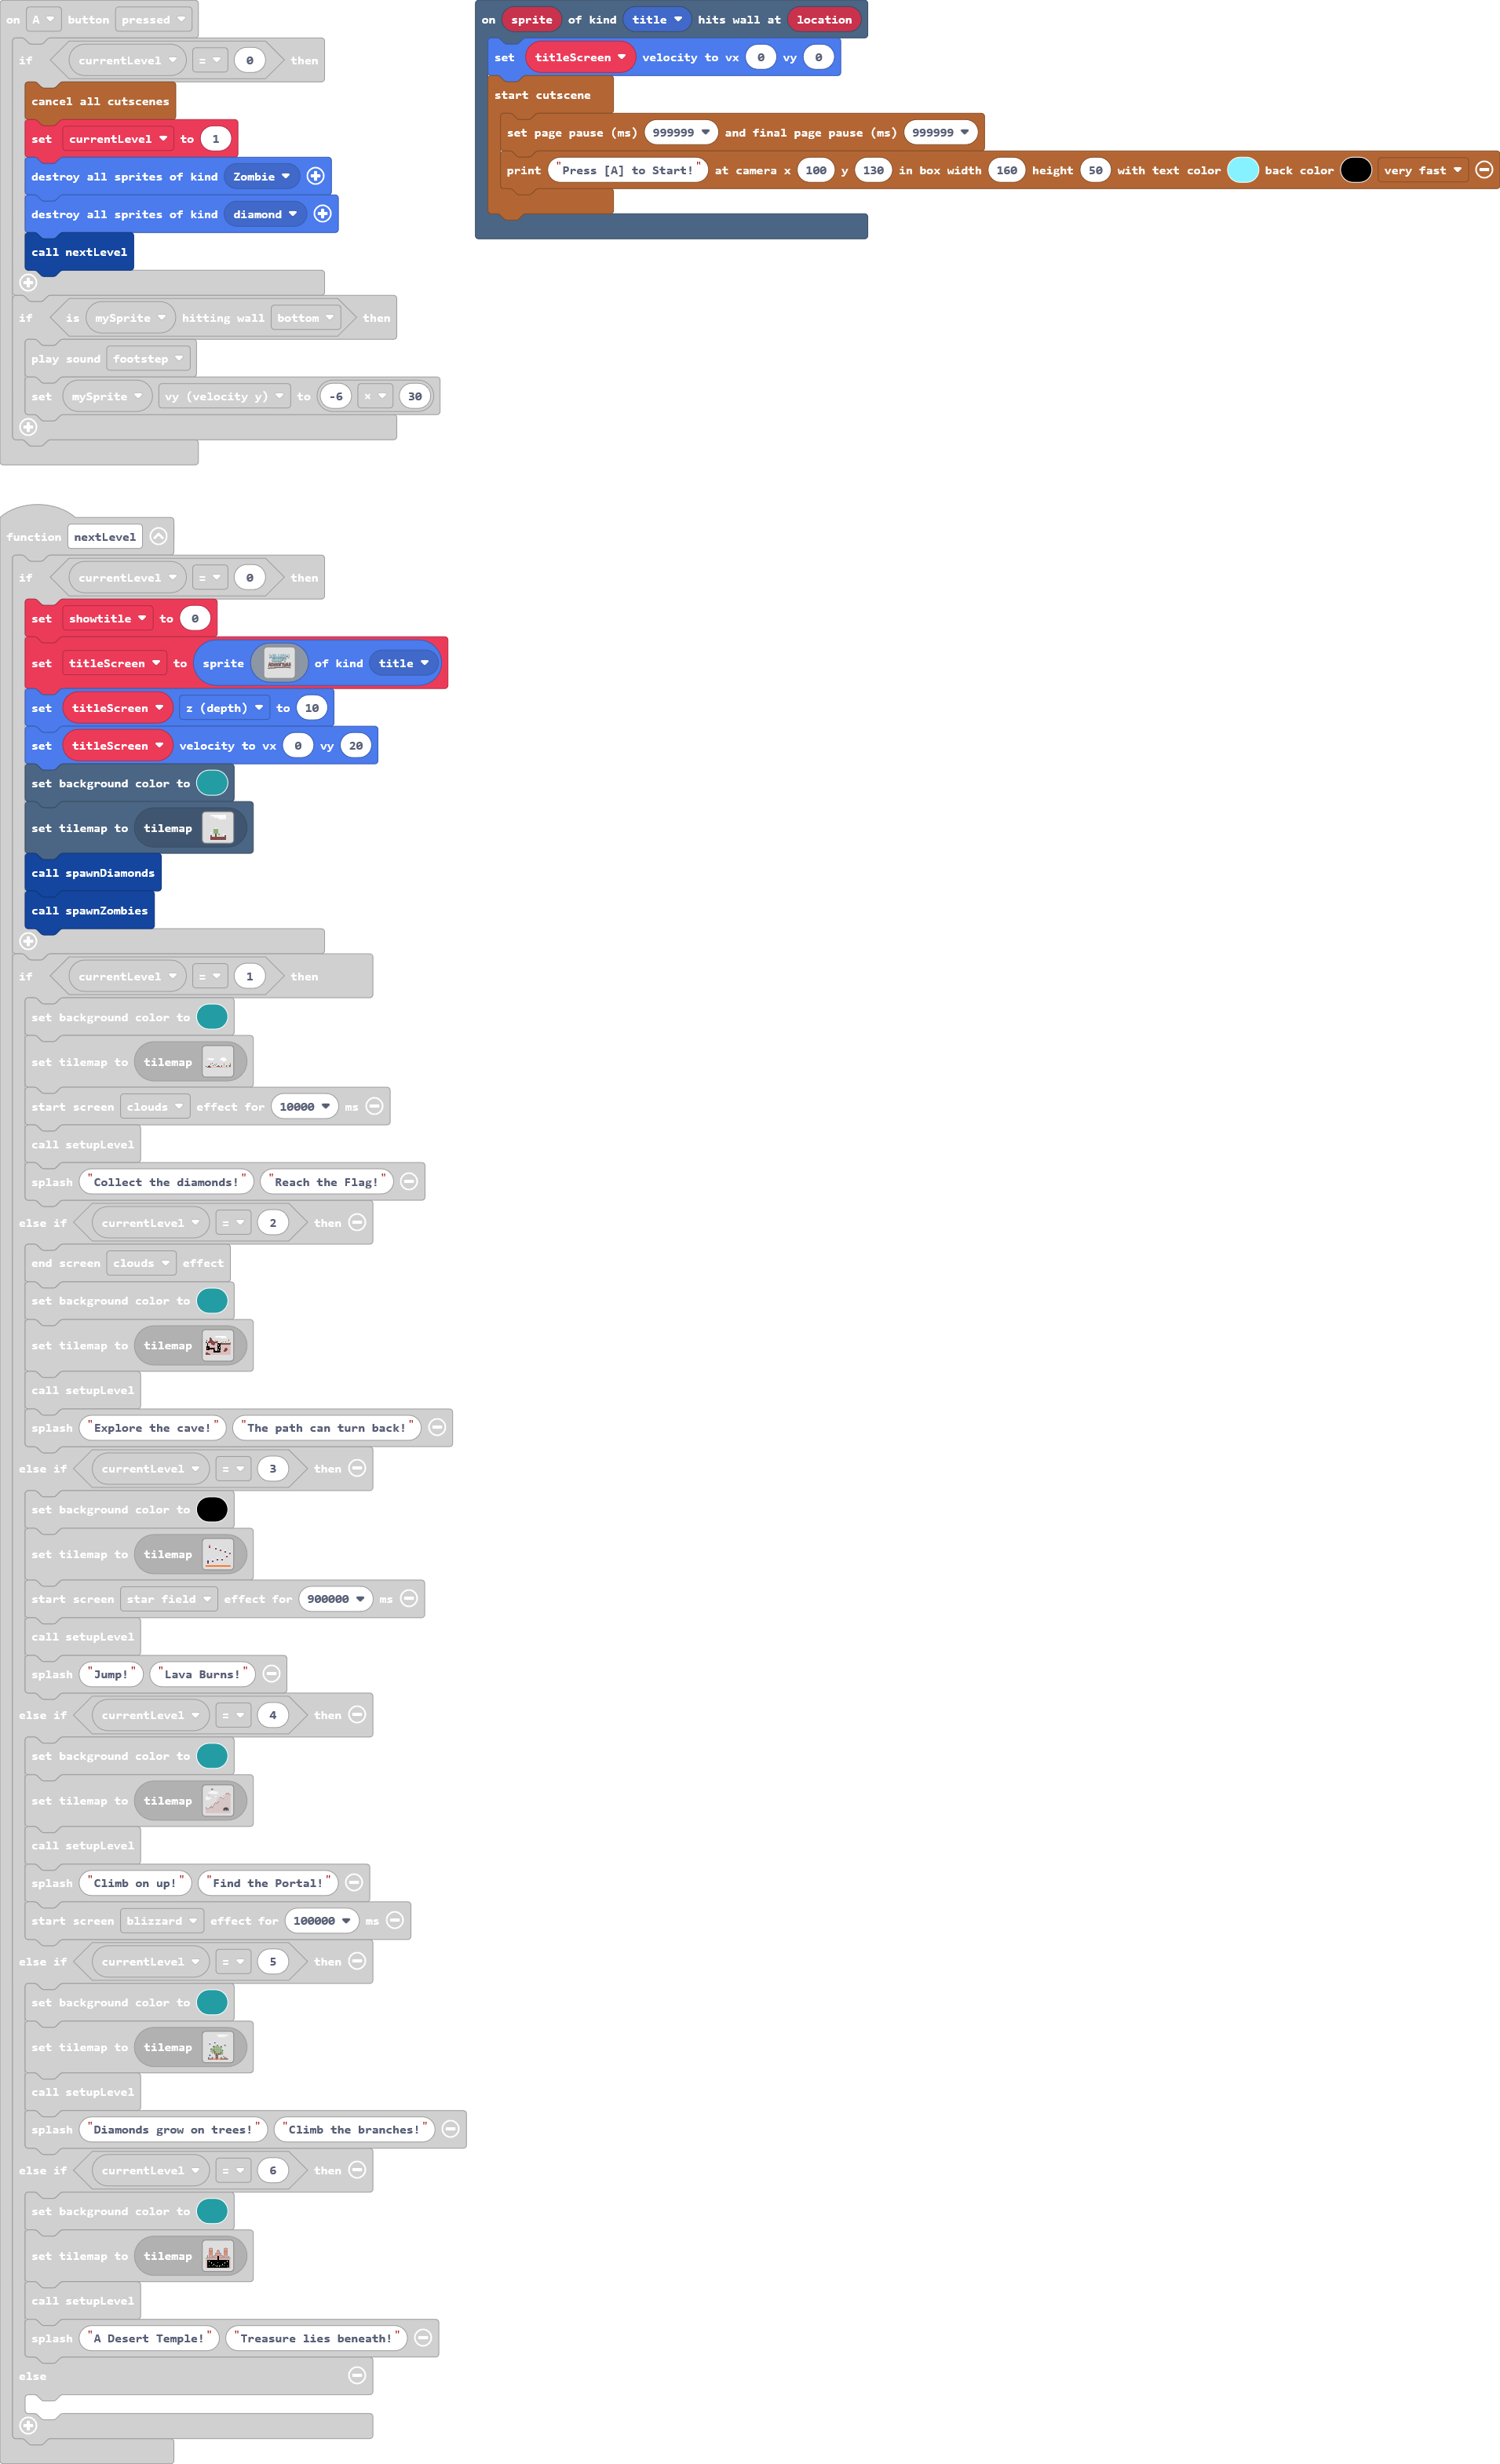 on A button pressed
if currentLevel = 0 then
cancel all cutscenes
set currentLevel to 1
destroy all sprites of kind Zombie
destroy all sprites of kind diamond
call nextLevel
if is mySprite hitting wall bottom then
play sound footstep
set mySprite vy (velocity y) to -6 × 30
on sprite of kind title hits wall at location
set titleScreen velocity to vx 0 vy 0
start cutscene
set page pause (ms) 999999 and final page pause (ms) 999999
print "Press [A] to Start!" at camera x 100 y 130 in box width 160 height 50 with text color back color very fast
function nextLevel
if currentLevel = 0 then
set showtitle to 0
set titleScreen to sprite of kind title
set titleScreen z (depth) to 10
set titleScreen velocity to vx 0 vy 20
set background color to
set tilemap to tilemap
call spawnDiamonds
call spawnZombies
if currentLevel = 1 then
set background color to
set tilemap to tilemap
start screen clouds effect for 10000 ms
call setupLevel
splash "Collect the diamonds!" "Reach the Flag!"
else if currentLevel = 2 then
end screen clouds effect
set background color to
set tilemap to tilemap
call setupLevel
splash "Explore the cave!" "The path can turn back!"
else if currentLevel = 3 then
set background color to
set tilemap to tilemap
start screen star field effect for 900000 ms
call setupLevel
splash "Jump!" "Lava Burns!"
else if currentLevel = 4 then
set background color to
set tilemap to tilemap
call setupLevel
splash "Climb on up!" "Find the Portal!"
start screen blizzard effect for 100000 ms
else if currentLevel = 5 then
set background color to
set tilemap to tilemap
call setupLevel
splash "Diamonds grow on trees!" "Climb the branches!"
else if currentLevel = 6 then
set background color to
set tilemap to tilemap
call setupLevel
splash "A Desert Temple!" "Treasure lies beneath!"
else